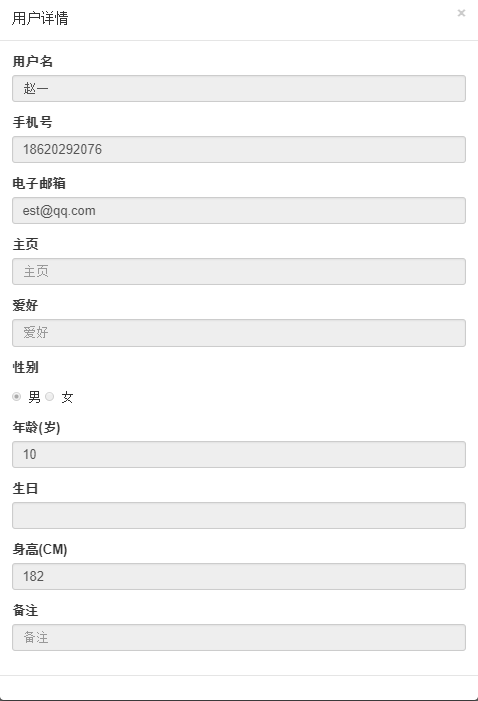 用户详情
×
用户名
赵一
手机号
18620292076
电子邮箱
est@qq.com
主页
主页
爱好
爱好
性别
男 女
年龄(岁)
10
生日
身高(CM)
182
备注
备注